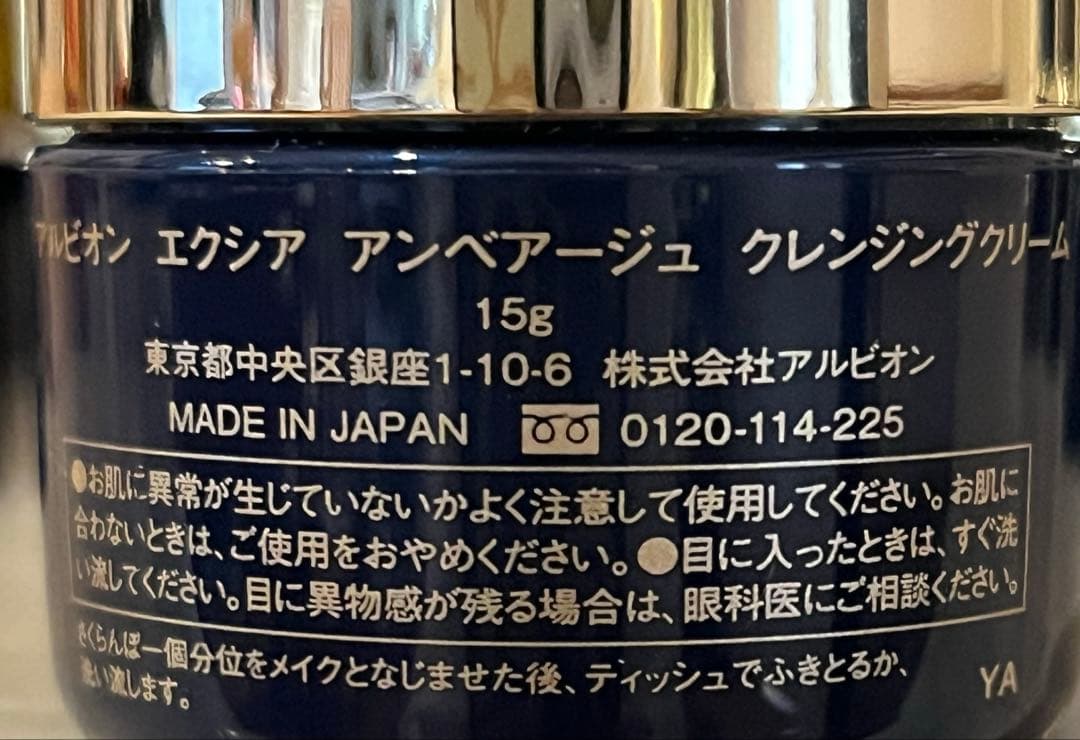 アルビオン エクシア アンベアージュ クレンジングクリーム
15g
東京都中央区銀座1-10-6 株式会社アルビオン
MADE IN JAPAN 0120-114-225
●お肌に異常が生じていないかよく注意して使用してください。お肌に
合わないときは、ご使用をおやめください。●目に入ったときは、すぐ洗
い流してください。目に異物感が残る場合は、眼科医にご相談ください。
さくらんぼ一個分位をメイクとなじませた後、ティッシュでふきとるか、
洗い流します。
YA